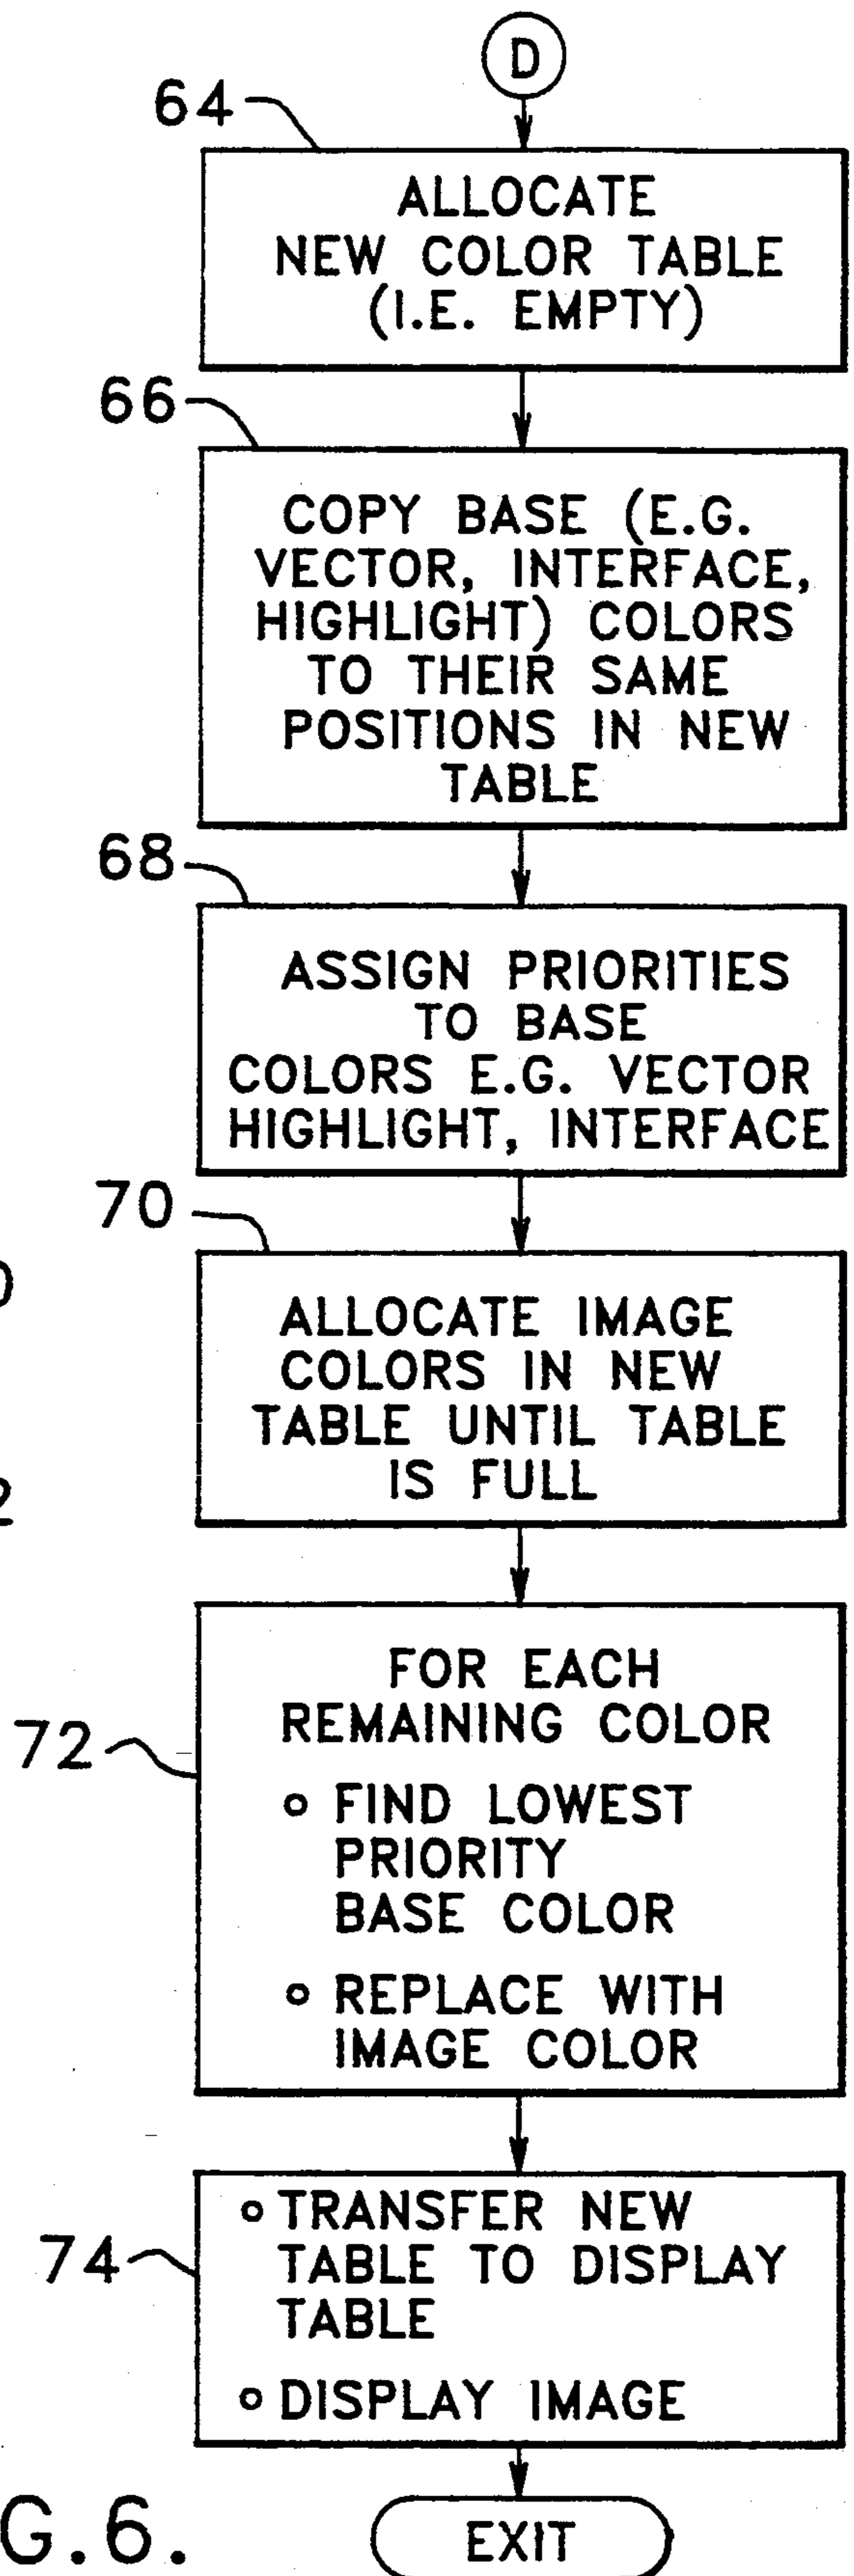 D
64
ALLOCATE
NEW COLOR TABLE
(I.E. EMPTY)
66
COPY BASE (E.G.
VECTOR, INTERFACE,
HIGHLIGHT) COLORS
TO THEIR SAME
POSITIONS IN NEW
TABLE
68
ASSIGN PRIORITIES
TO BASE
COLORS E.G. VECTOR
HIGHLIGHT, INTERFACE
70
ALLOCATE IMAGE
COLORS IN NEW
TABLE UNTIL TABLE
IS FULL
72
FOR EACH
REMAINING COLOR
o FIND LOWEST
PRIORITY
BASE COLOR
o REPLACE WITH
IMAGE COLOR
74
o TRANSFER NEW
TABLE TO DISPLAY
TABLE
o DISPLAY IMAGE
EXIT
G.6.